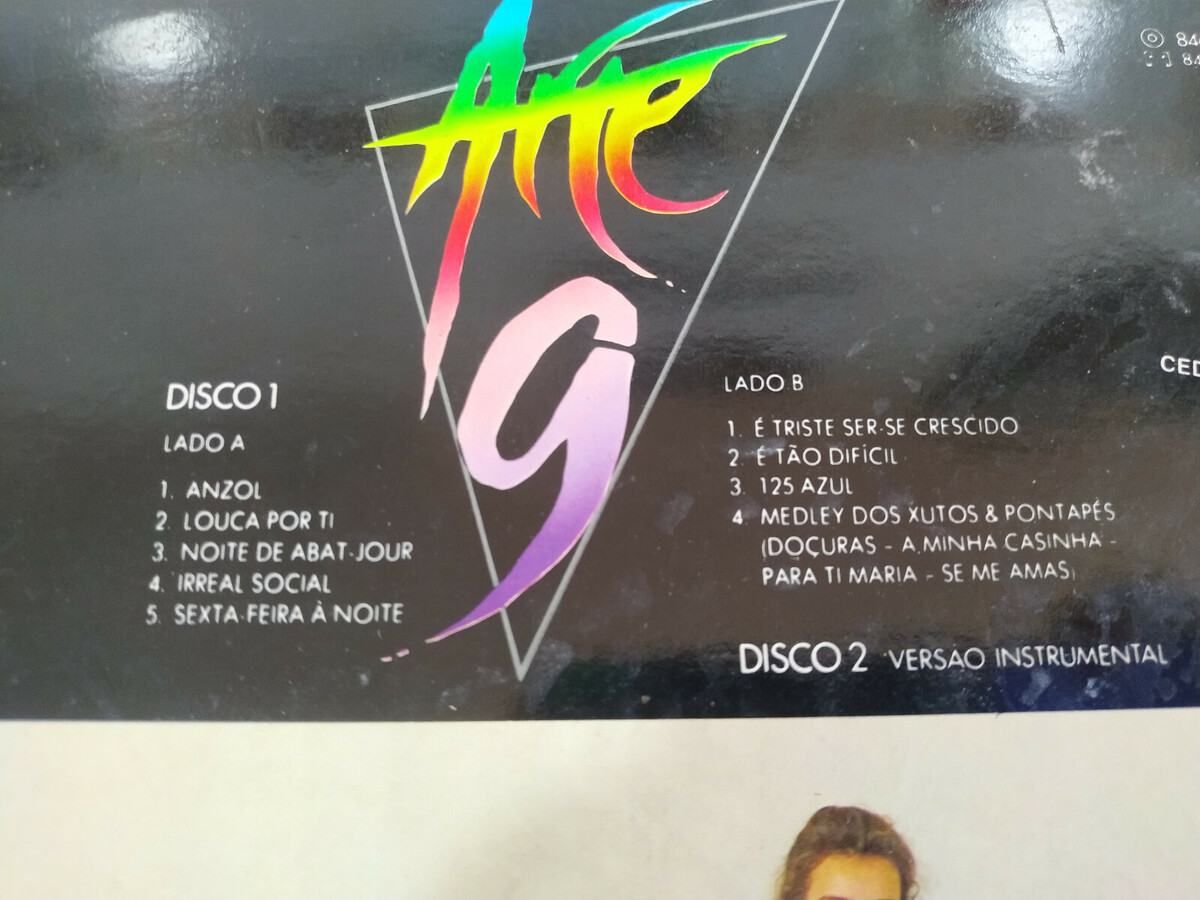 Arte
9
DISCO 1
LADO A
1. ANZOL
2. LOUCA POR TI
3. NOITE DE ABAT-JOUR
4. IRREAL SOCIAL
5. SEXTA-FEIRA À NOITE
LADO B
1. É TRISTE SER-SE CRESCIDO
2. É TÃO DIFÍCIL
3. 125 AZUL
4. MEDLEY DOS XUTOS & PONTAPÉS
(DOÇURAS - A MINHA CASINHA -
PARA TI MARIA - SE ME AMAS)
DISCO 2 VERSÃO INSTRUMENTAL